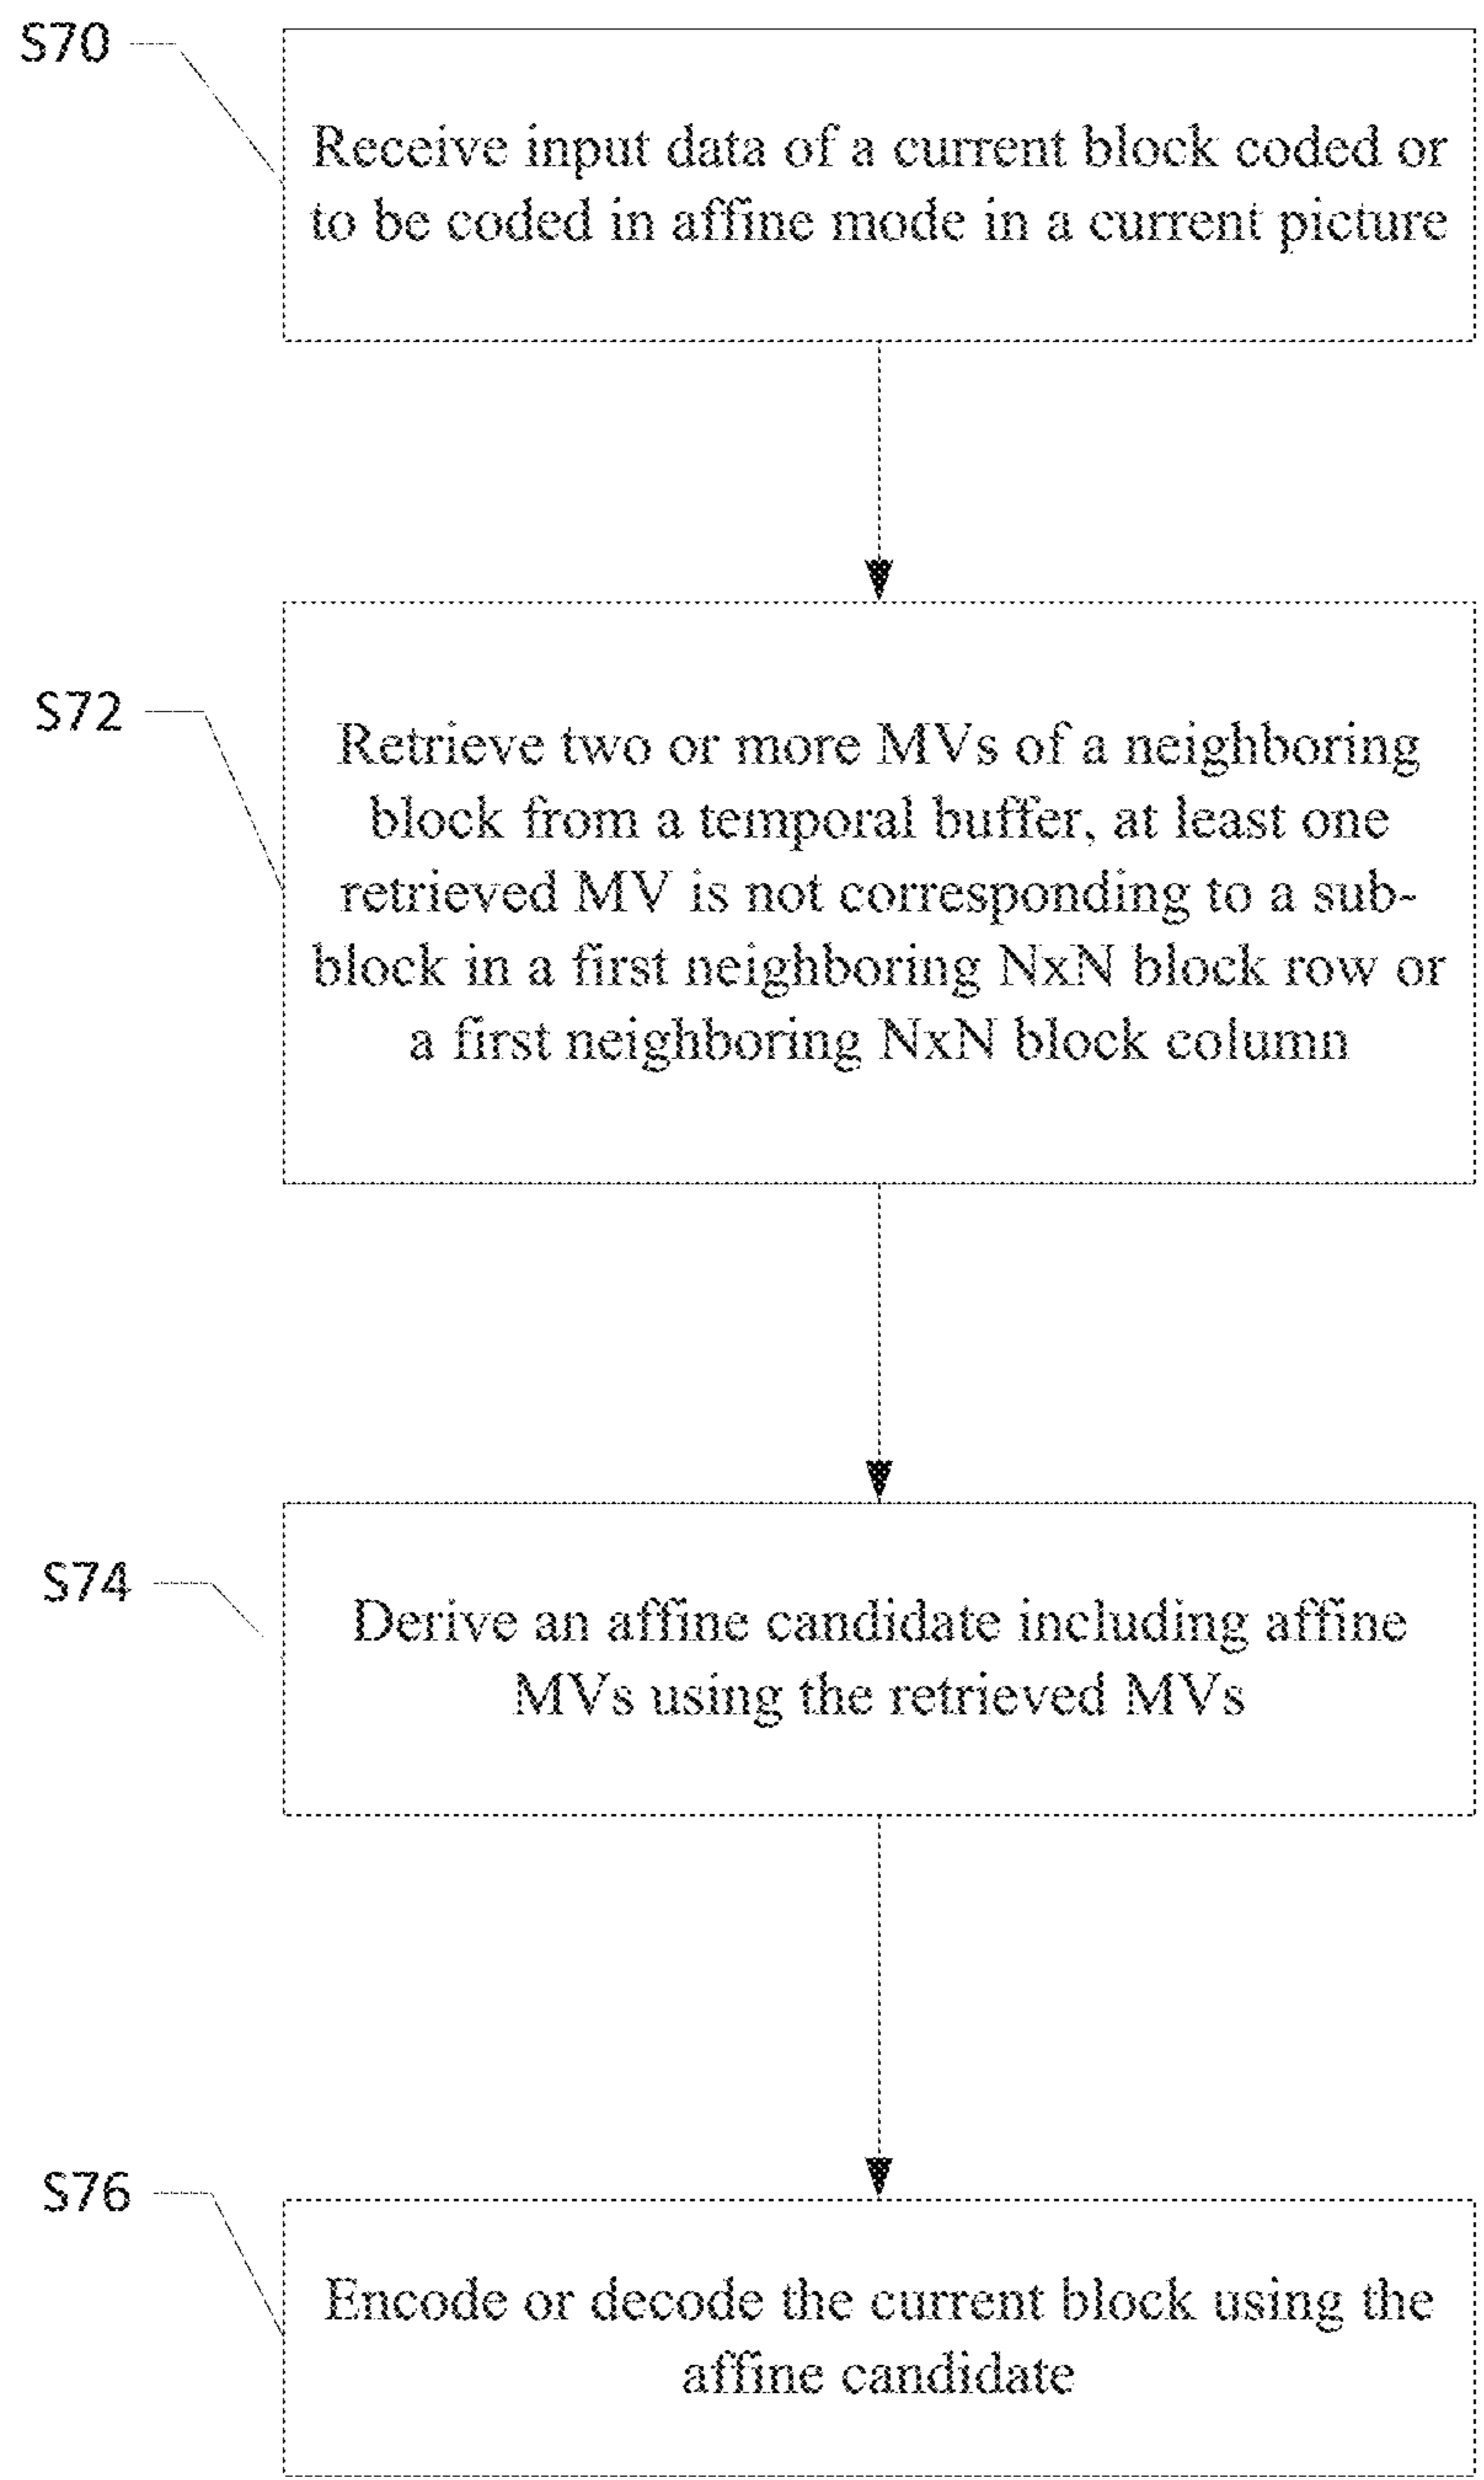 S70
Receive input data of a current block coded or
to be coded in affine mode in a current picture
S72
Retrieve two or more MVs of a neighboring
block from a temporal buffer, at least one
retrieved MV is not corresponding to a sub-
block in a first neighboring NxN block row or
a first neighboring NxN block column
S74
Derive an affine candidate including affine
MVs using the retrieved MVs
S76
Encode or decode the current block using the
affine candidate